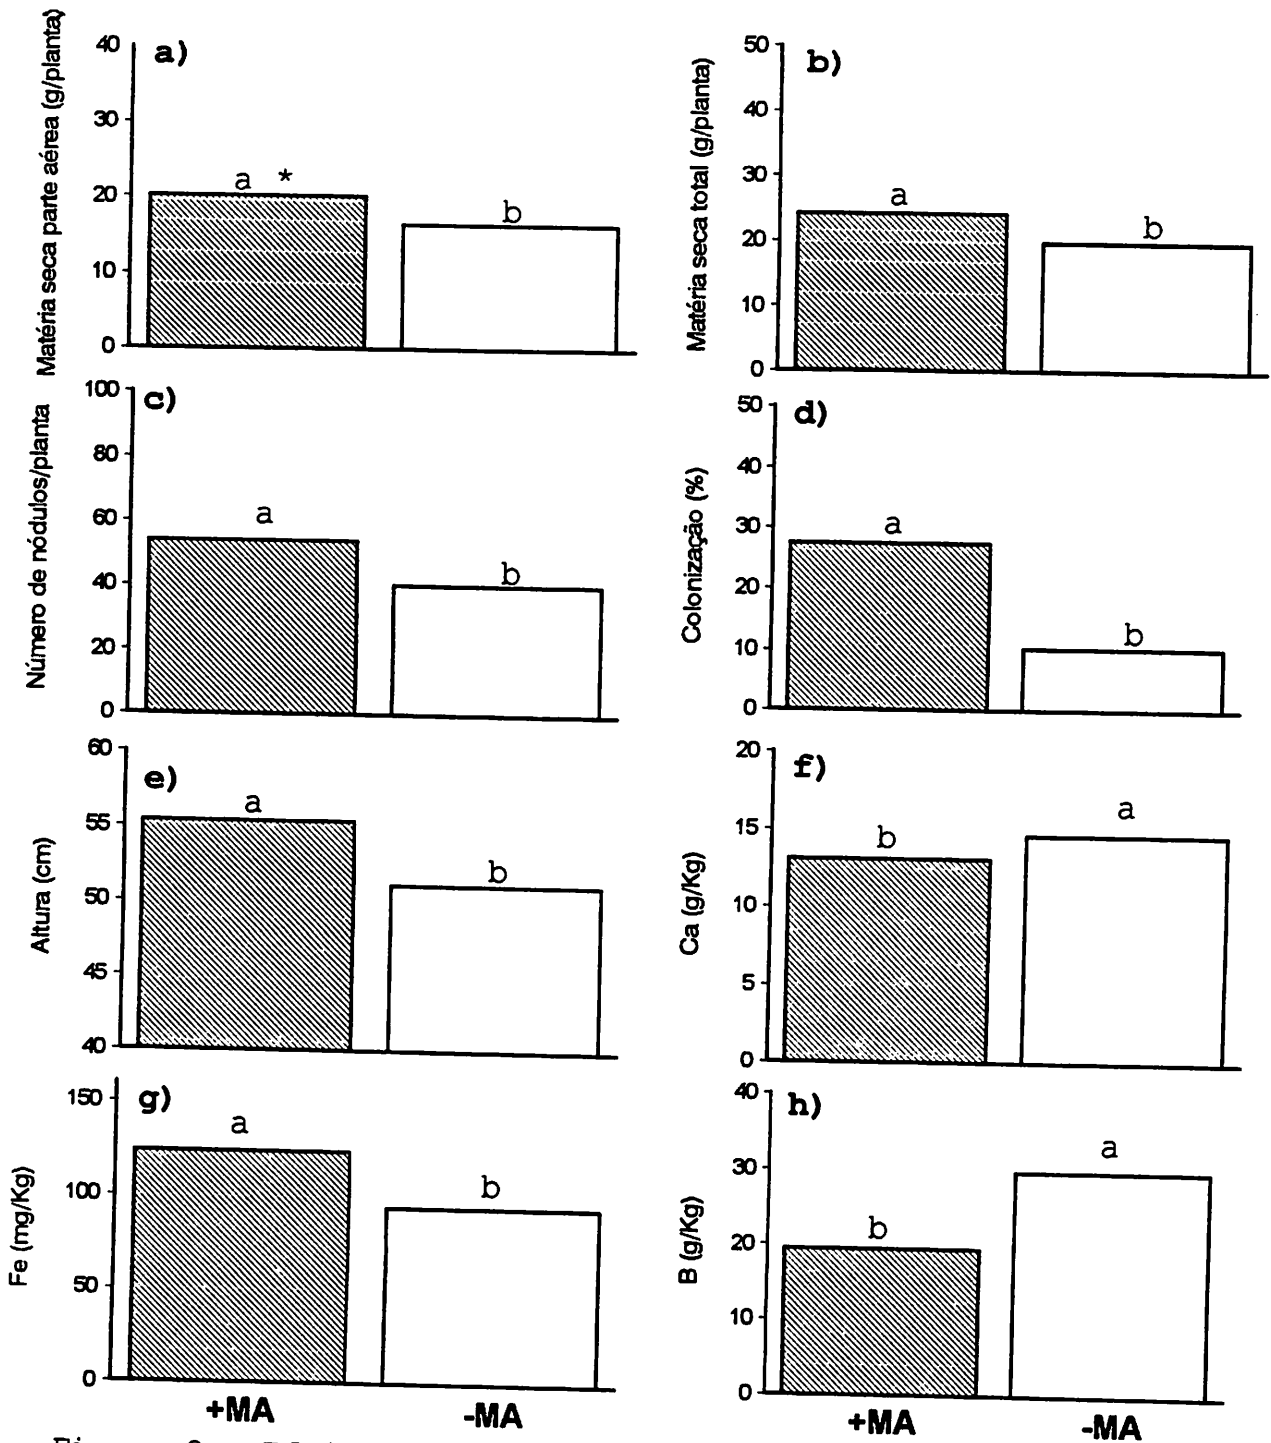 a)
Matéria seca parte aérea (g/planta)
40
30
20
10
0
a *
b
b)
Matéria seca total (g/planta)
50
40
30
20
10
0
a
b
c)
Número de nódulos/planta
100
80
60
40
20
0
a
b
d)
Colonização (%)
50
40
30
20
10
0
a
b
e)
Altura (cm)
60
55
50
45
40
a
b
f)
Ca (g/Kg)
20
15
10
5
0
b
a
g)
Fe (mg/Kg)
150
100
50
0
a
b
+MA
-MA
h)
B (g/Kg)
40
30
20
10
0
b
a
+MA
-MA